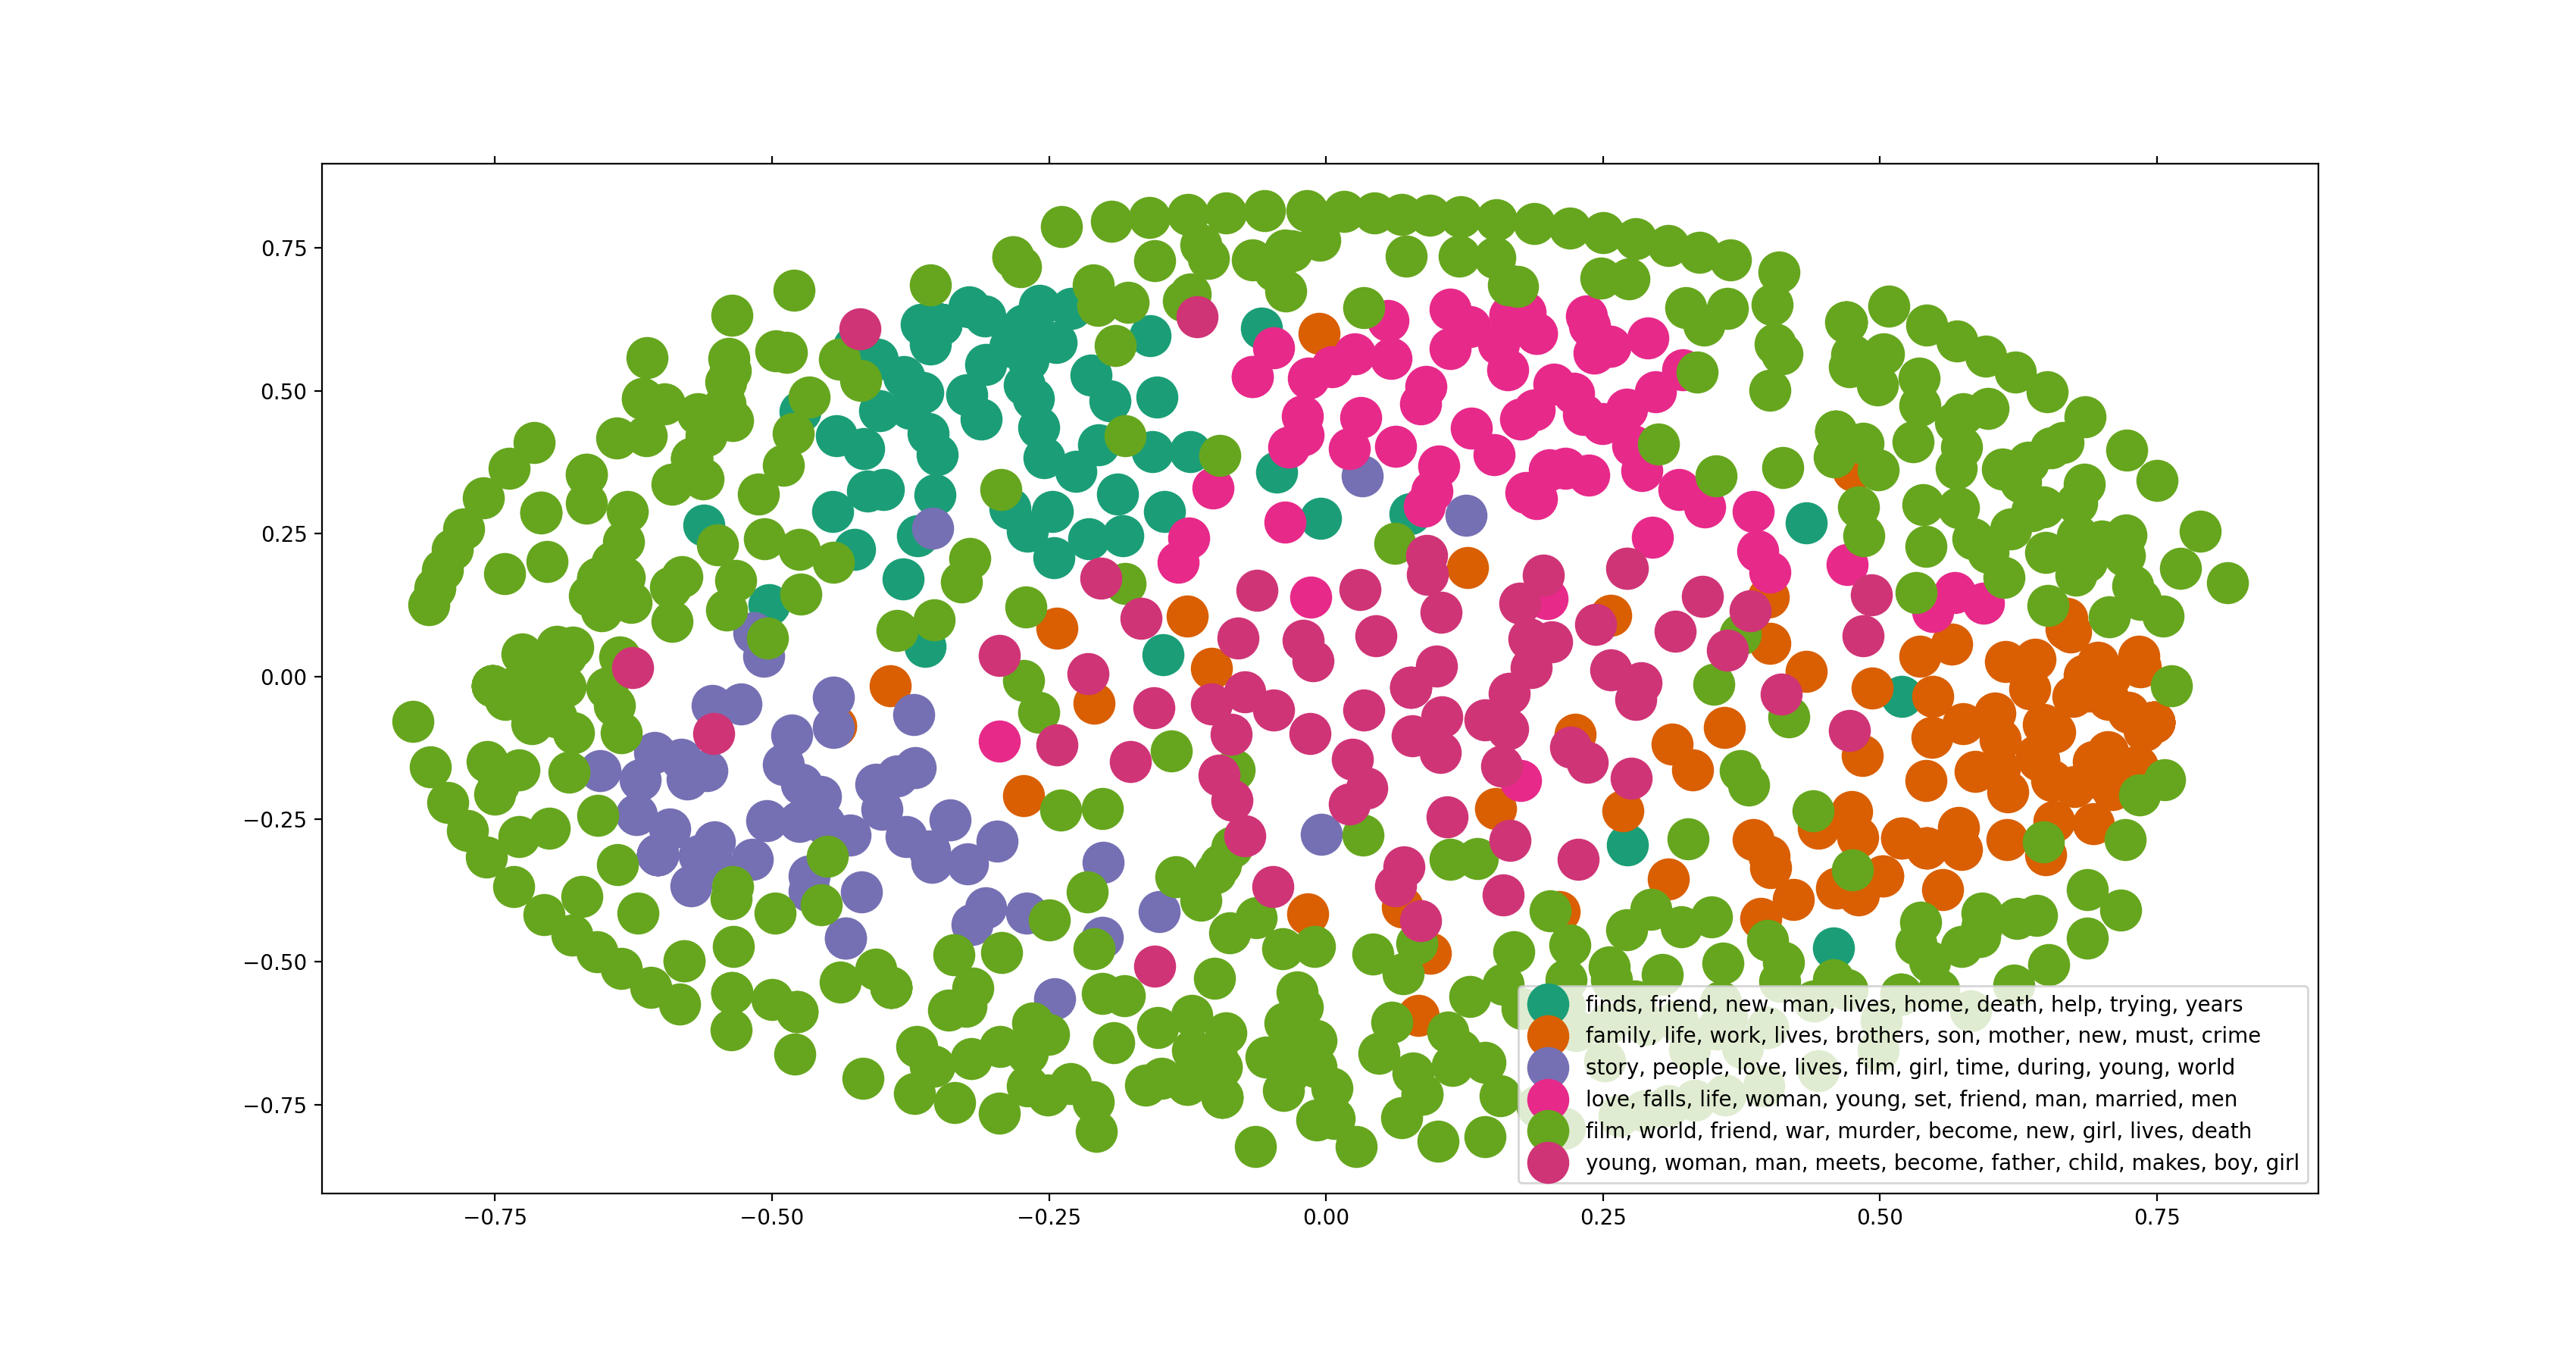 0.75
0.50
0.25
0.00
−0.25
−0.50
−0.75
−0.75 −0.50 −0.25 0.00 0.25 0.50 0.75
finds, friend, new, man, lives, home, death, help, trying, years
family, life, work, lives, brothers, son, mother, new, must, crime
story, people, love, lives, film, girl, time, during, young, world
love, falls, life, woman, young, set, friend, man, married, men
film, world, friend, war, murder, become, new, girl, lives, death
young, woman, man, meets, become, father, child, makes, boy, girl